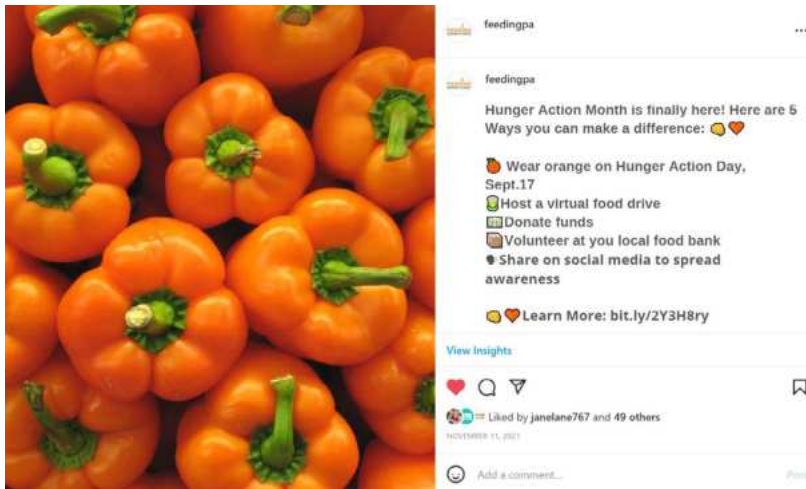 feedingpa
feedingpa
Hunger Action Month is finally here! Here are 5
Ways you can make a difference:
Wear orange on Hunger Action Day,
Sept.17
Host a virtual food drive
Donate funds
Volunteer at you local food bank
Share on social media to spread
awareness
Learn More: bit.ly/2Y3H8ry
View Insights
Liked by janelane767 and 49 others
NOVEMBER 11, 2021
Add a comment...
Post